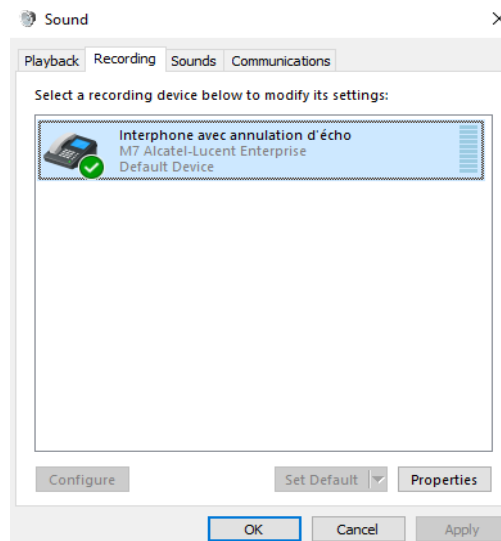 Sound
Playback Recording Sounds Communications
Select a recording device below to modify its settings:
Interphone avec annulation d'écho
M7 Alcatel-Lucent Enterprise
Default Device
Configure Set Default Properties
OK Cancel Apply